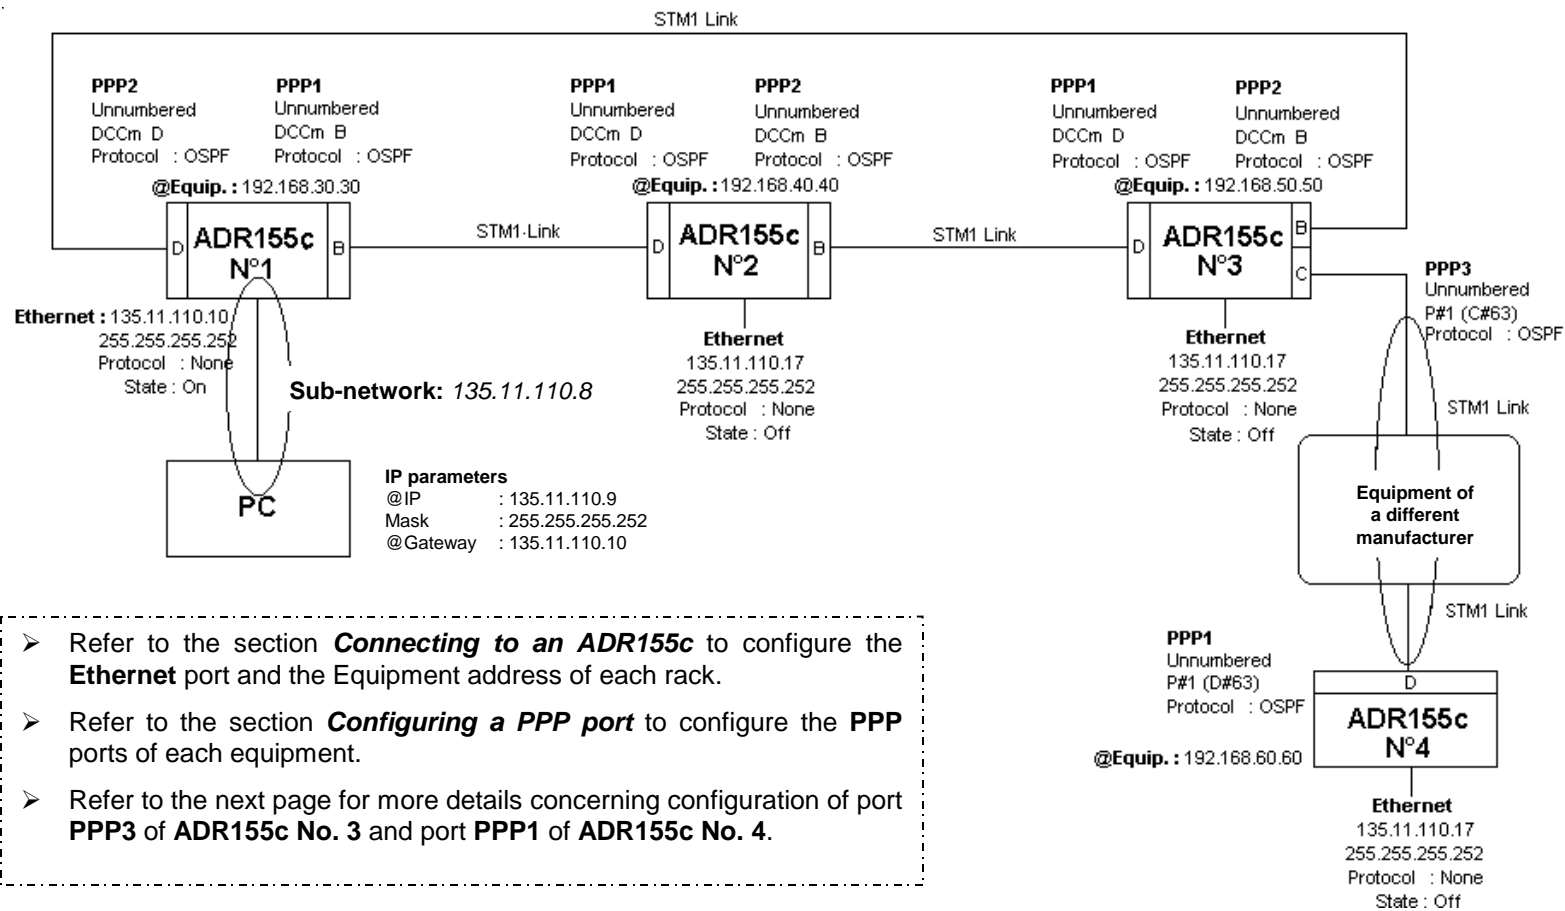 STM1 Link
PPP2
Unnumbered
DCCm D
Protocol : OSPF
PPP1
Unnumbered
DCCm B
Protocol : OSPF
@Equip. : 192.168.30.30
PPP1
Unnumbered
DCCm D
Protocol : OSPF
PPP2
Unnumbered
DCCm B
Protocol : OSPF
@Equip. : 192.168.40.40
PPP1
Unnumbered
DCCm D
Protocol : OSPF
PPP2
Unnumbered
DCCm B
Protocol : OSPF
@Equip. : 192.168.50.50
D
ADR155c
N°1
B
STM1 Link
D
ADR155c
N°2
B
STM1 Link
D
ADR155c
N°3
B
C
PPP3
Unnumbered
P#1 (C#63)
Protocol : OSPF
Ethernet : 135.11.110.10
255.255.255.252
Protocol : None
State : On
Sub-network: 135.11.110.8
Ethernet
135.11.110.17
255.255.255.252
Protocol : None
State : Off
Ethernet
135.11.110.17
255.255.255.252
Protocol : None
State : Off
STM1 Link
PC
IP parameters
@IP : 135.11.110.9
Mask : 255.255.255.252
@Gateway : 135.11.110.10
Equipment of
a different
manufacturer
STM1 Link
PPP1
Unnumbered
P#1 (D#63)
Protocol : OSPF
D
ADR155c
N°4
@Equip. : 192.168.60.60
Ethernet
135.11.110.17
255.255.255.252
Protocol : None
State : Off
➢ Refer to the section Connecting to an ADR155c to configure the
Ethernet port and the Equipment address of each rack.
➢ Refer to the section Configuring a PPP port to configure the PPP
ports of each equipment.
➢ Refer to the next page for more details concerning configuration of port
PPP3 of ADR155c No. 3 and port PPP1 of ADR155c No. 4.